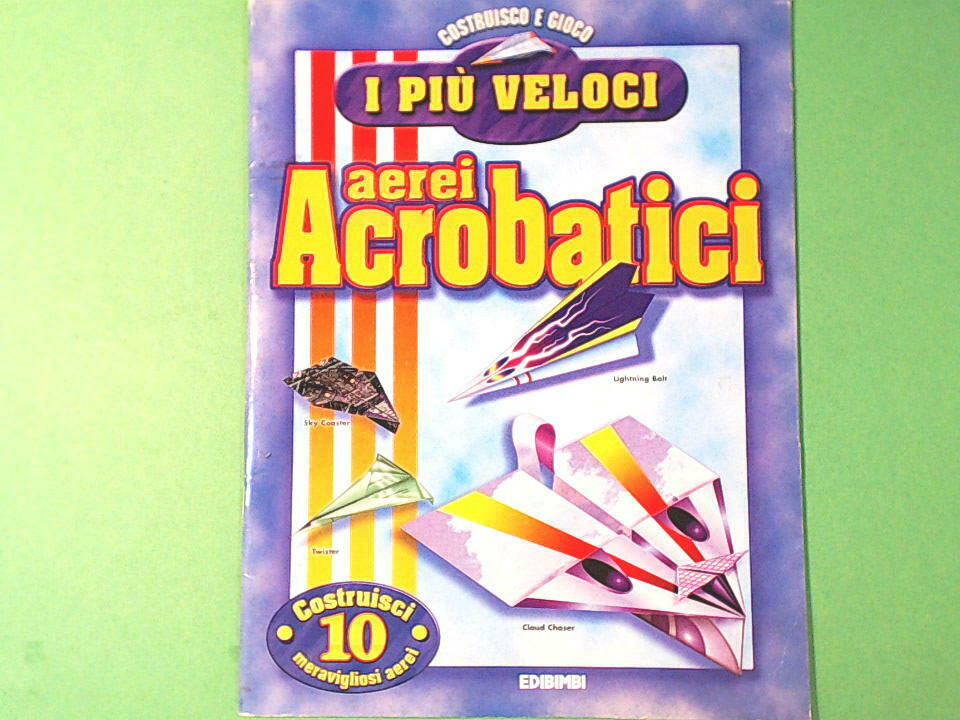 COSTRUISCO E GIOCO
I PIÙ VELOCI
aerei
Acrobatici
Lightning Bolt
Sky Coaster
Twister
Cloud Chaser
Costruisci
10
meravigliosi aerei
EDIBIMBI